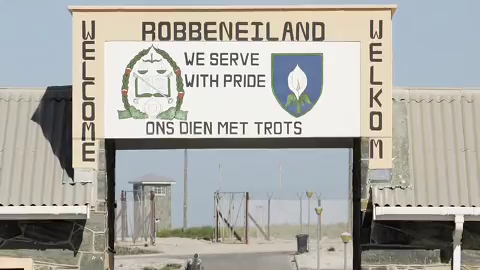 ROBBENEILAND
WELCOME
WE SERVE
WITH PRIDE
WELKOM
ONS DIEN MET TROTS